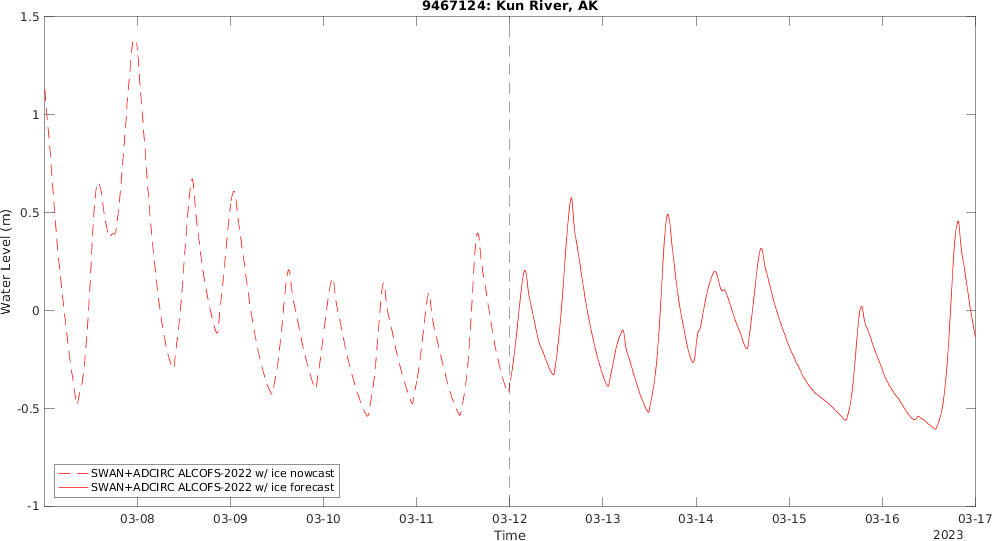 9467124: Kun River, AK
1.5
1
0.5
0
-0.5
-1
Water Level (m)
SWAN+ADCIRC ALCOFS-2022 w/ ice nowcast
SWAN+ADCIRC ALCOFS-2022 w/ ice forecast
03-08 03-09 03-10 03-11 03-12 03-13 03-14 03-15 03-16 03-17
Time
2023